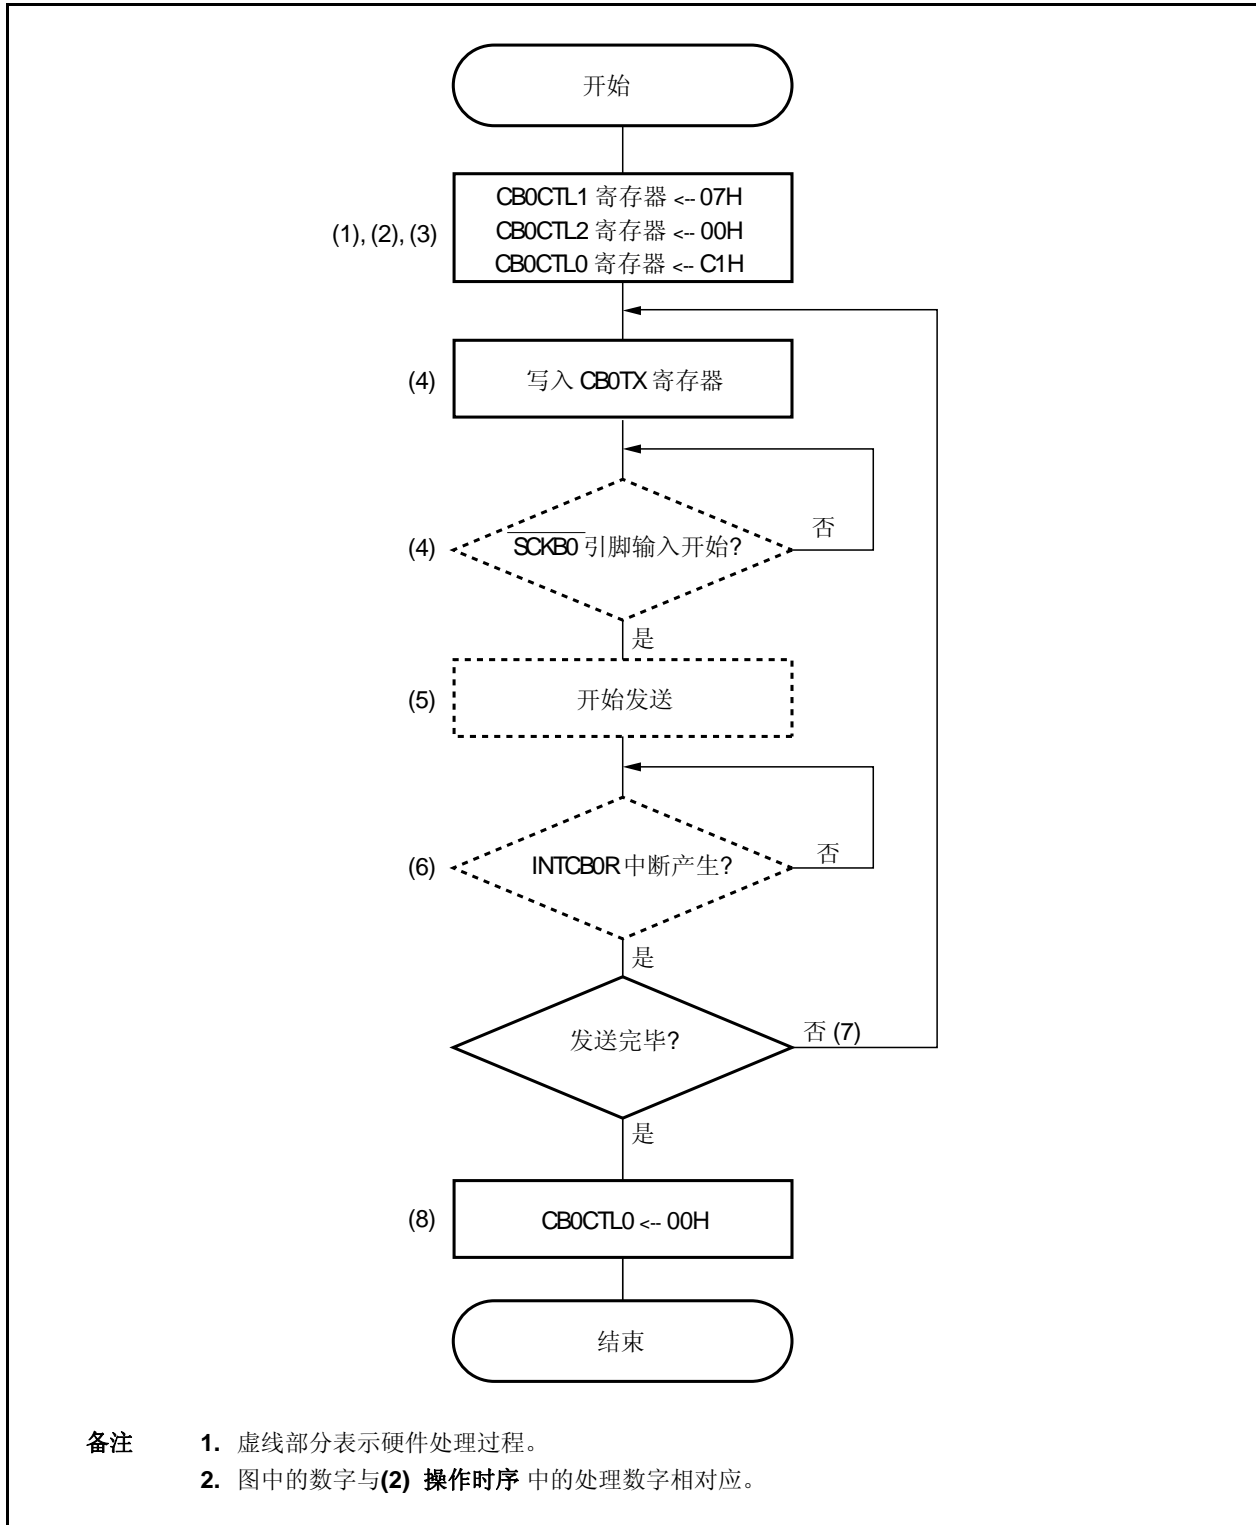 开始
CB0CTL1 寄存器 <-- 07H
(1), (2), (3) CB0CTL2 寄存器 <-- 00H
CB0CTL0 寄存器 <-- C1H
(4) 写入 CB0TX 寄存器
否
(4) SCKB0 引脚输入开始?
是
(5) 开始发送
否
(6) INTCB0R 中断产生?
是
否 (7)
发送完毕?
是
(8) CB0CTL0 <-- 00H
结束
备注 1. 虚线部分表示硬件处理过程。
2. 图中的数字与(2) 操作时序 中的处理数字相对应。